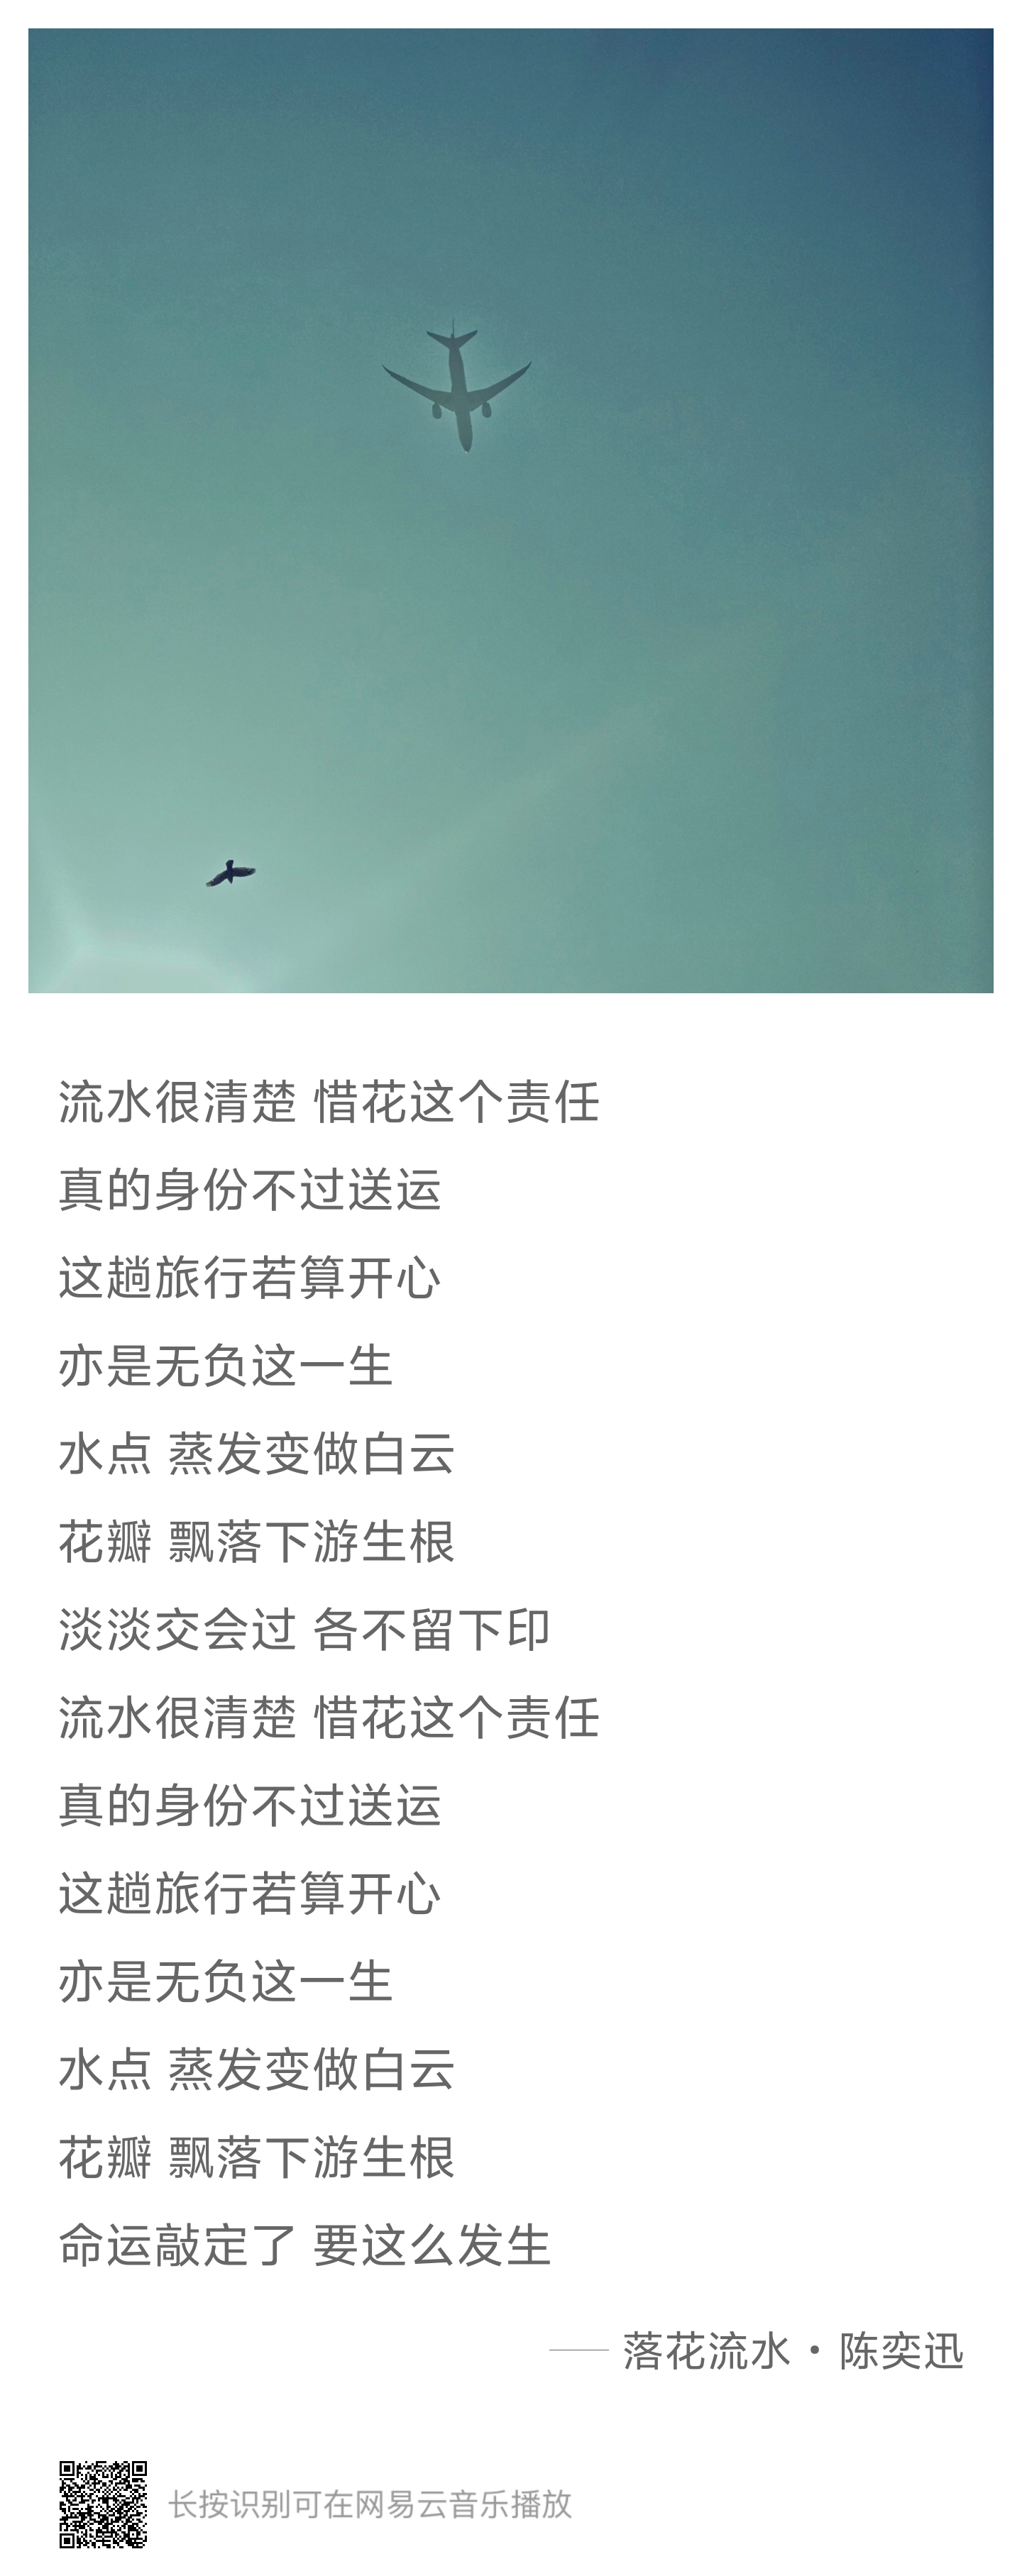 流水很清楚 惜花这个责任
真的身份不过送运
这趟旅行若算开心
亦是无负这一生
水点 蒸发变做白云
花瓣 飘落下游生根
淡淡交会过 各不留下印
流水很清楚 惜花这个责任
真的身份不过送运
这趟旅行若算开心
亦是无负这一生
水点 蒸发变做白云
花瓣 飘落下游生根
命运敲定了 要这么发生
—— 落花流水・陈奕迅
长按识别可在网易云音乐播放